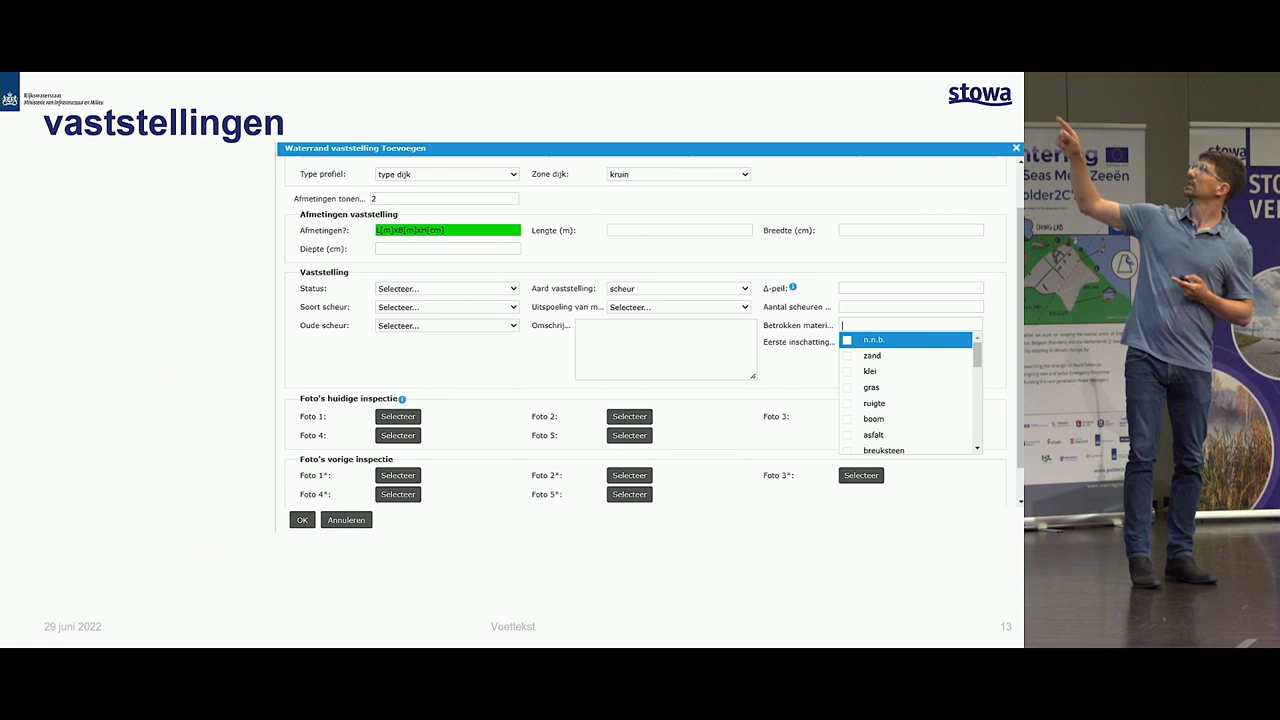 Rijkswaterstaat
Ministerie van Infrastructuur en Milieu
stowa
vaststellingen
Waterrand vaststelling Toevoegen
Type profiel: type dijk Zone dijk: kruin
Afmetingen tonen... 2
Afmetingen vaststelling
Afmetingen?: L[m]xB[m]xH[cm] Lengte (m): Breedte (cm):
Diepte (cm):
Vaststelling
Status: Selecteer... Aard vaststelling: scheur Δ-peil:
Soort scheur: Selecteer... Uitspoeling van m... Selecteer... Aantal scheuren ...
Oude scheur: Selecteer... Omschrij... Betrokken materi...
Eerste inschatting...
n.n.b.
zand
klei
gras
ruigte
boom
asfalt
breuksteen
Foto's huidige inspectie
Foto 1: Selecteer Foto 2: Selecteer Foto 3:
Foto 4: Selecteer Foto 5: Selecteer
Foto's vorige inspectie
Foto 1*: Selecteer Foto 2*: Selecteer Foto 3*: Selecteer
Foto 4*: Selecteer Foto 5*: Selecteer
OK Annuleren
29 juni 2022 Voettekst 13
stowa
LIVING LAB